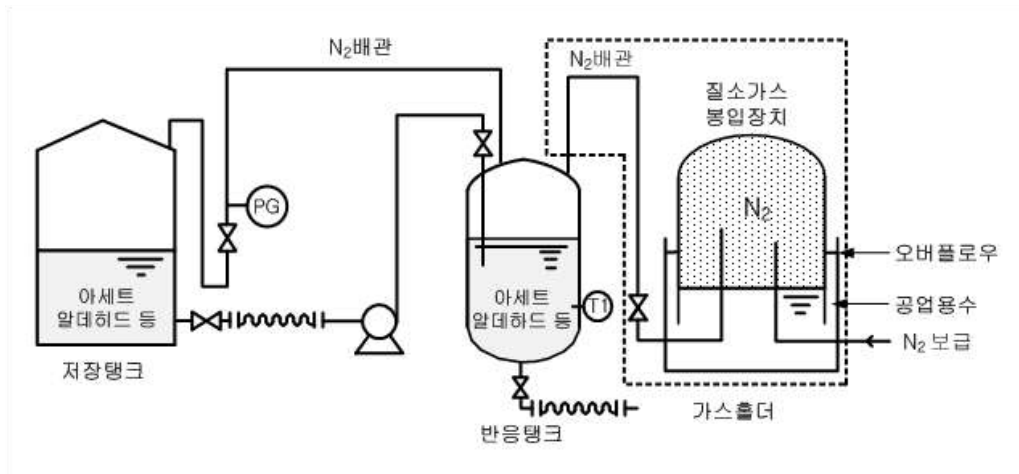 N₂배관
N₂배관
질소가스
봉입장치
PG
N₂
오버플로우
아세트
알데히드 등
아세트
알데하드 등
T1
공업용수
N₂ 보급
저장탱크
반응탱크
가스홀더